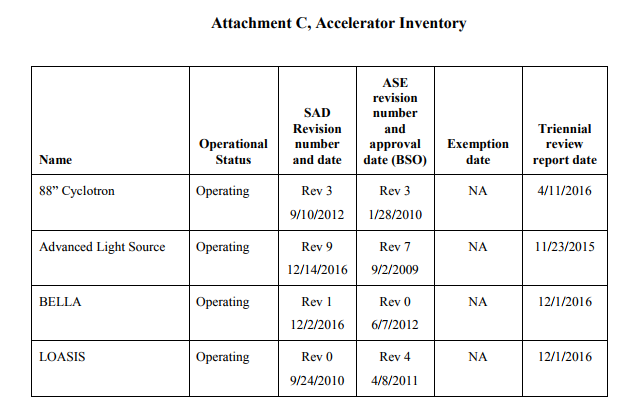 Attachment C, Accelerator Inventory
Name
Operational
Status
SAD
Revision
number
and date
ASE
revision
number
and
approval
date (BSO)
Exemption
date
Triennial
review
report date
88” Cyclotron
Operating
Rev 3
9/10/2012
Rev 3
1/28/2010
NA
4/11/2016
Advanced Light Source
Operating
Rev 9
12/14/2016
Rev 7
9/2/2009
NA
11/23/2015
BELLA
Operating
Rev 1
12/2/2016
Rev 0
6/7/2012
NA
12/1/2016
LOASIS
Operating
Rev 0
9/24/2010
Rev 4
4/8/2011
NA
12/1/2016